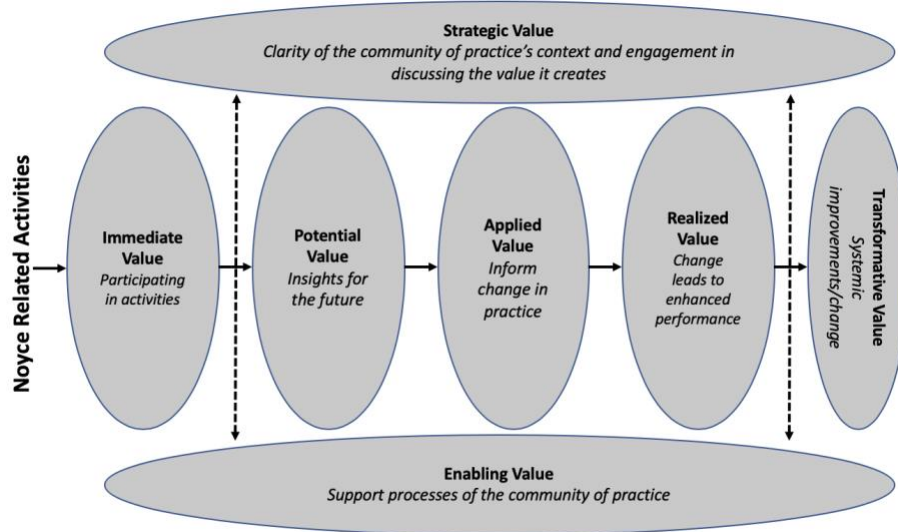 Strategic Value
Clarity of the community of practice's context and engagement in
discussing the value it creates
Noyce Related Activities
Immediate
Value
Participating
in activities
Potential
Value
Insights for
the future
Applied
Value
Inform
change in
practice
Realized
Value
Change
leads to
enhanced
performance
Transformative Value
Systemic
improvements/change
Enabling Value
Support processes of the community of practice